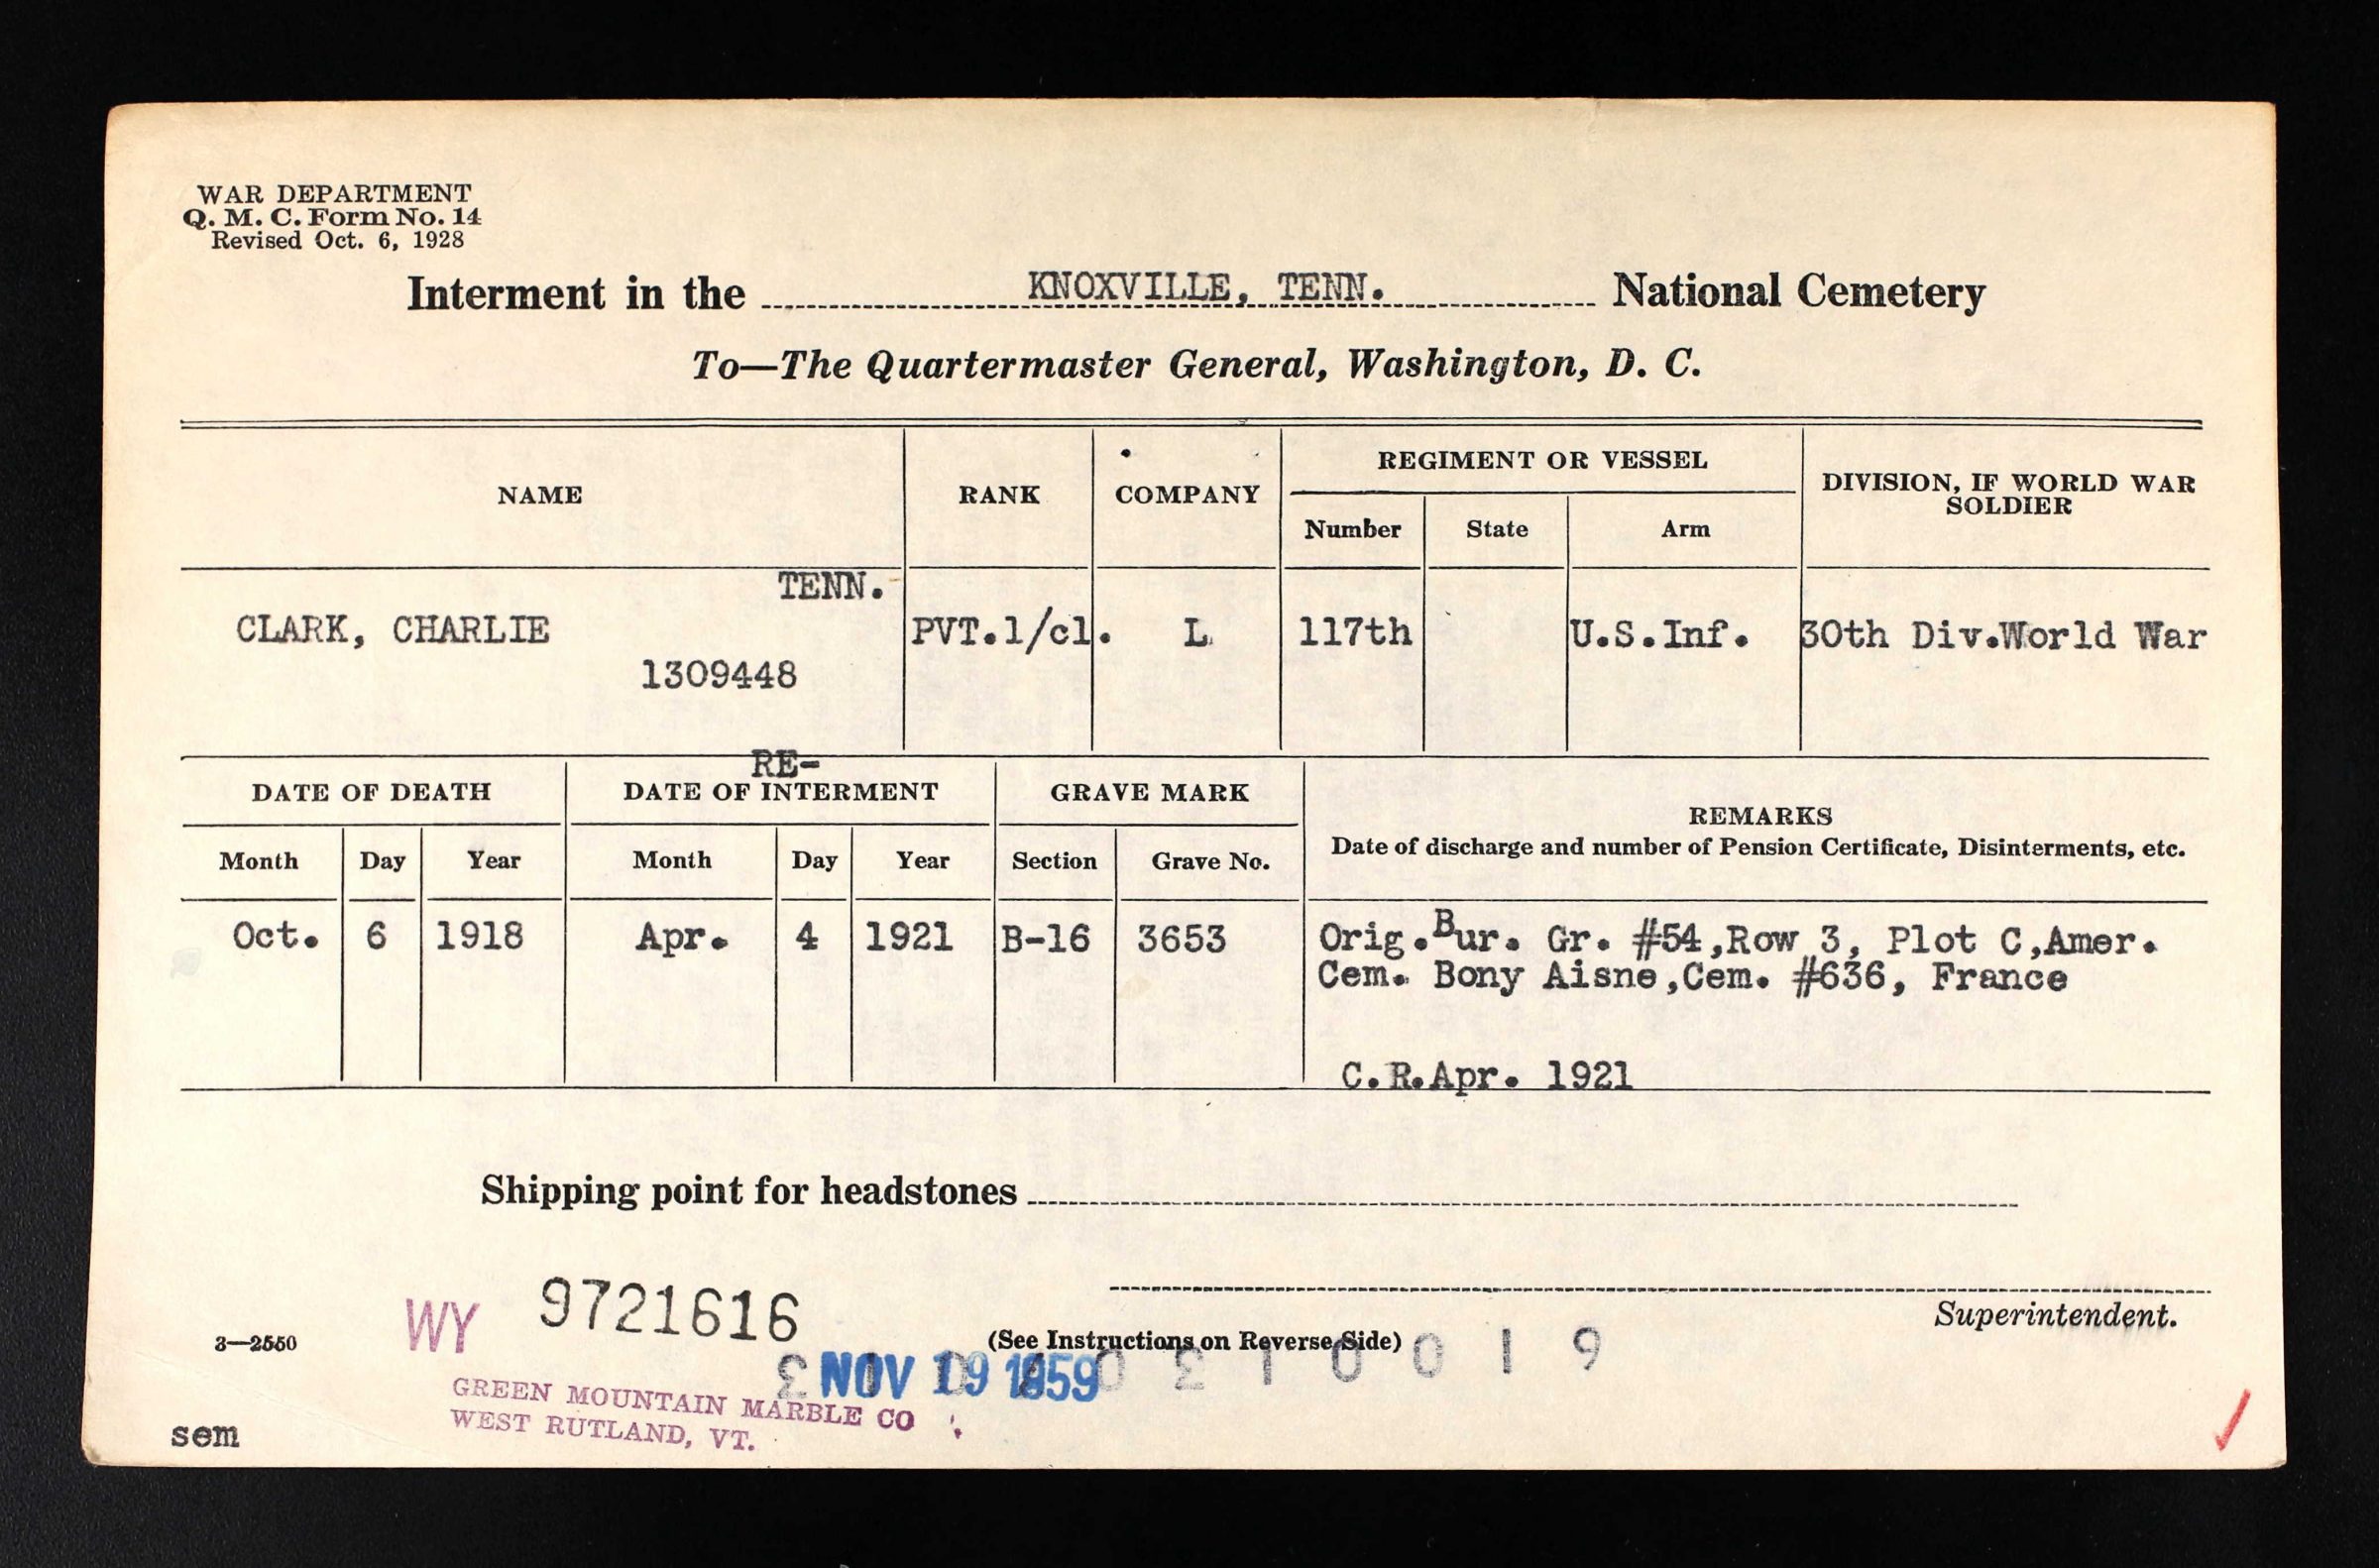 WAR DEPARTMENT
Q. M. C. Form No. 14
Revised Oct. 6, 1928
Interment in the KNOXVILLE, TENN. National Cemetery
To—The Quartermaster General, Washington, D. C.
NAME RANK COMPANY REGIMENT OR VESSEL DIVISION, IF WORLD WAR SOLDIER
Number State Arm
TENN.
CLARK, CHARLIE PVT.1/cl. L 117th U.S.Inf. 30th Div.World War
1309448
RE-
DATE OF DEATH DATE OF INTERMENT GRAVE MARK REMARKS
Date of discharge and number of Pension Certificate, Disinterments, etc.
Month Day Year Month Day Year Section Grave No.
Oct. 6 1918 Apr. 4 1921 B-16 3653 Orig.Bur. Gr. #54,Row 3, Plot C,Amer.
Cem. Bony Aisne,Cem. #636, France
C.R.Apr. 1921
Shipping point for headstones
WY 9721616
Superintendent.
3—2550 (See Instructions on Reverse Side)
NOV 19 1959
GREEN MOUNTAIN MARBLE CO
WEST RUTLAND, VT.
sem